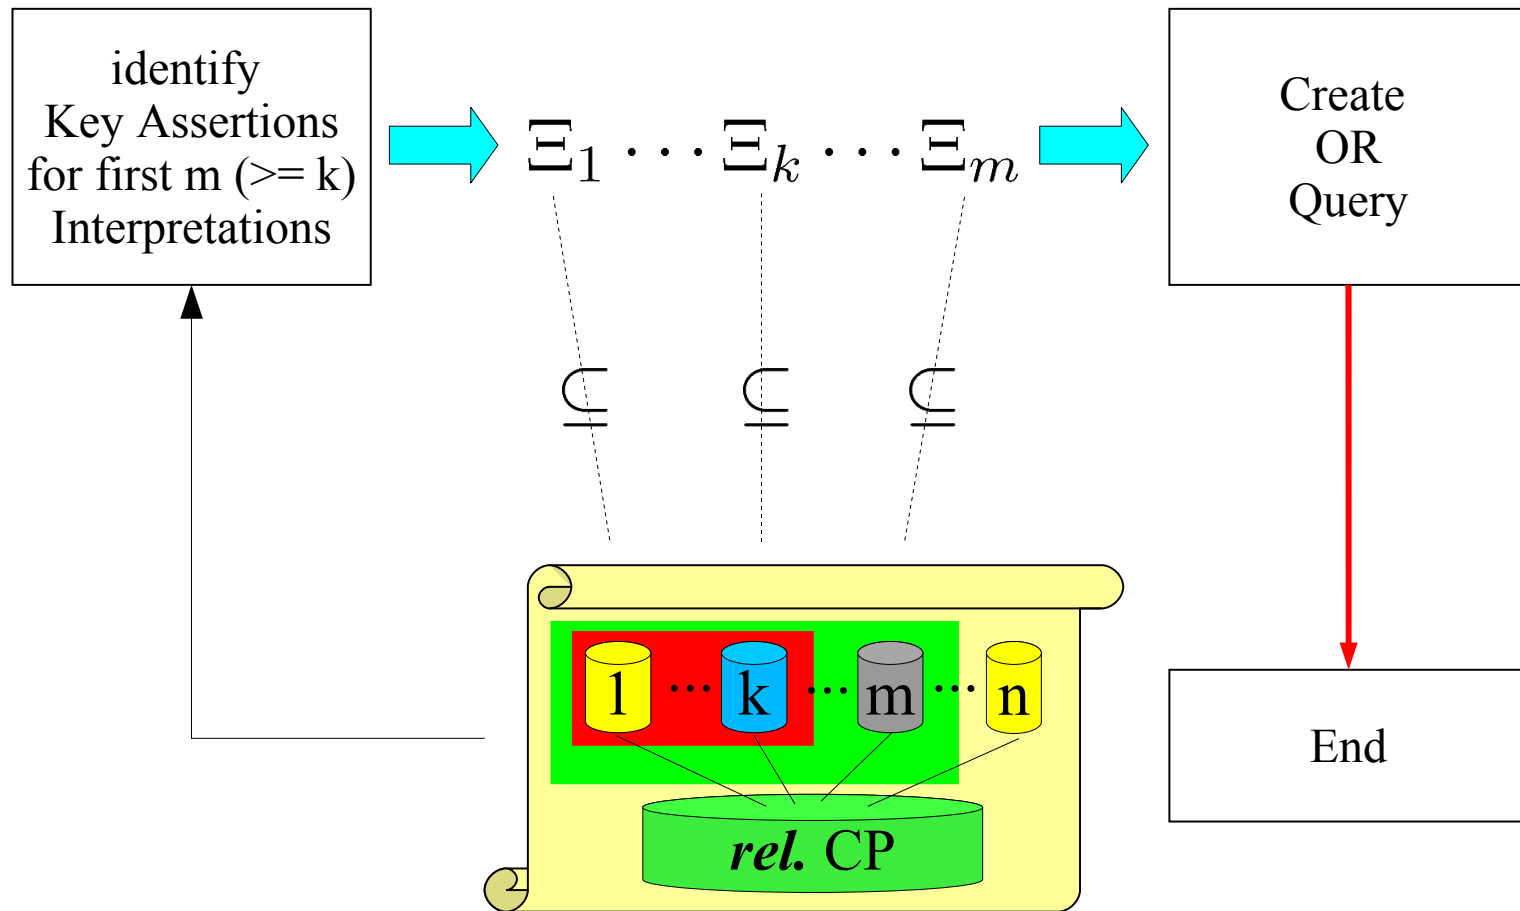 identify
Key Assertions
for first m (>= k)
Interpretations
Ξ₁ ··· Ξₖ ··· Ξₘ
Create
OR
Query
⊆ ⊆ ⊆
1 ··· k ··· m ··· n
rel. CP
End